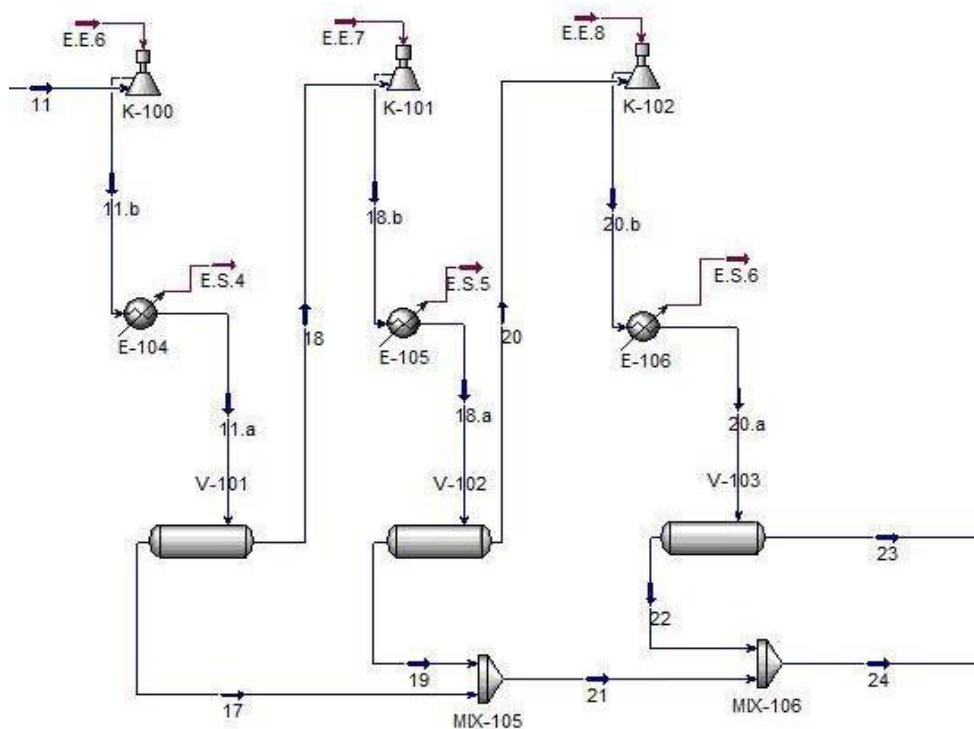 E.E.6
E.E.7
E.E.8
11
K-100
K-101
K-102
11.b
18.b
20.b
E.S.4
E.S.5
E.S.6
E-104
18
E-105
20
E-106
11.a
18.a
20.a
V-101
V-102
V-103
23
22
17
19
21
24
MIX-105
MIX-106